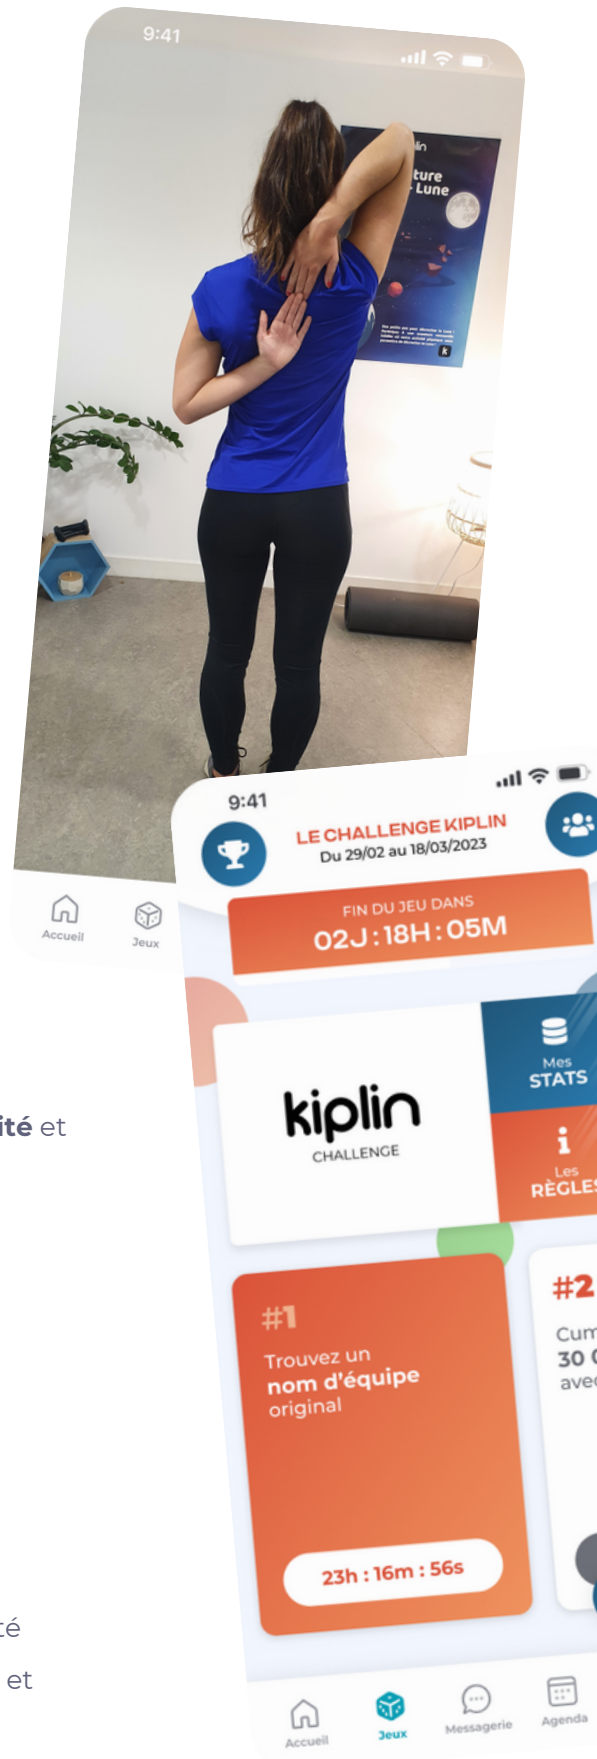 9:41
lin
ture
Lune
k
Accueil
Jeux
9:41
LE CHALLENGE KIPLIN
Du 29/02 au 18/03/2023
FIN DU JEU DANS
02J : 18H : 05M
Mes
STATS
kiplin
CHALLENGE
i
Les
RÈGLES
ité et
#1
Trouvez un
nom d'équipe
original
23h : 16m : 56s
#2
Cum
30 0
avec
té
et
Accueil
Jeux
Messagerie
Agenda